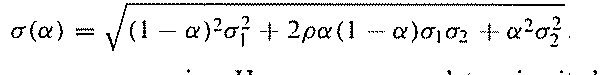 σ(α) = √((1 − α)²σ₁² + 2ρα(1 − α)σ₁σ₂ + α²σ₂²).